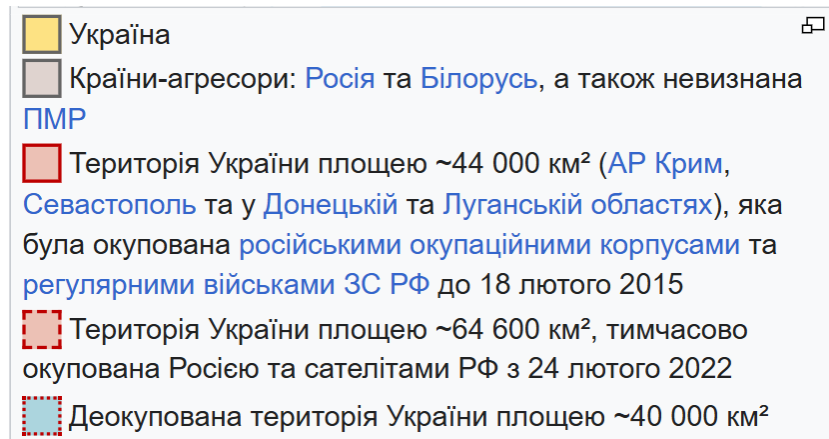 Україна
Країни-агресори: Росія та Білорусь, а також невизнана
ПМР
Територія України площею ~44 000 км² (АР Крим,
Севастополь та у Донецькій та Луганській областях), яка
була окупована російськими окупаційними корпусами та
регулярними військами ЗС РФ до 18 лютого 2015
Територія України площею ~64 600 км², тимчасово
окупована Росією та сателітами РФ з 24 лютого 2022
Деокупована територія України площею ~40 000 км²